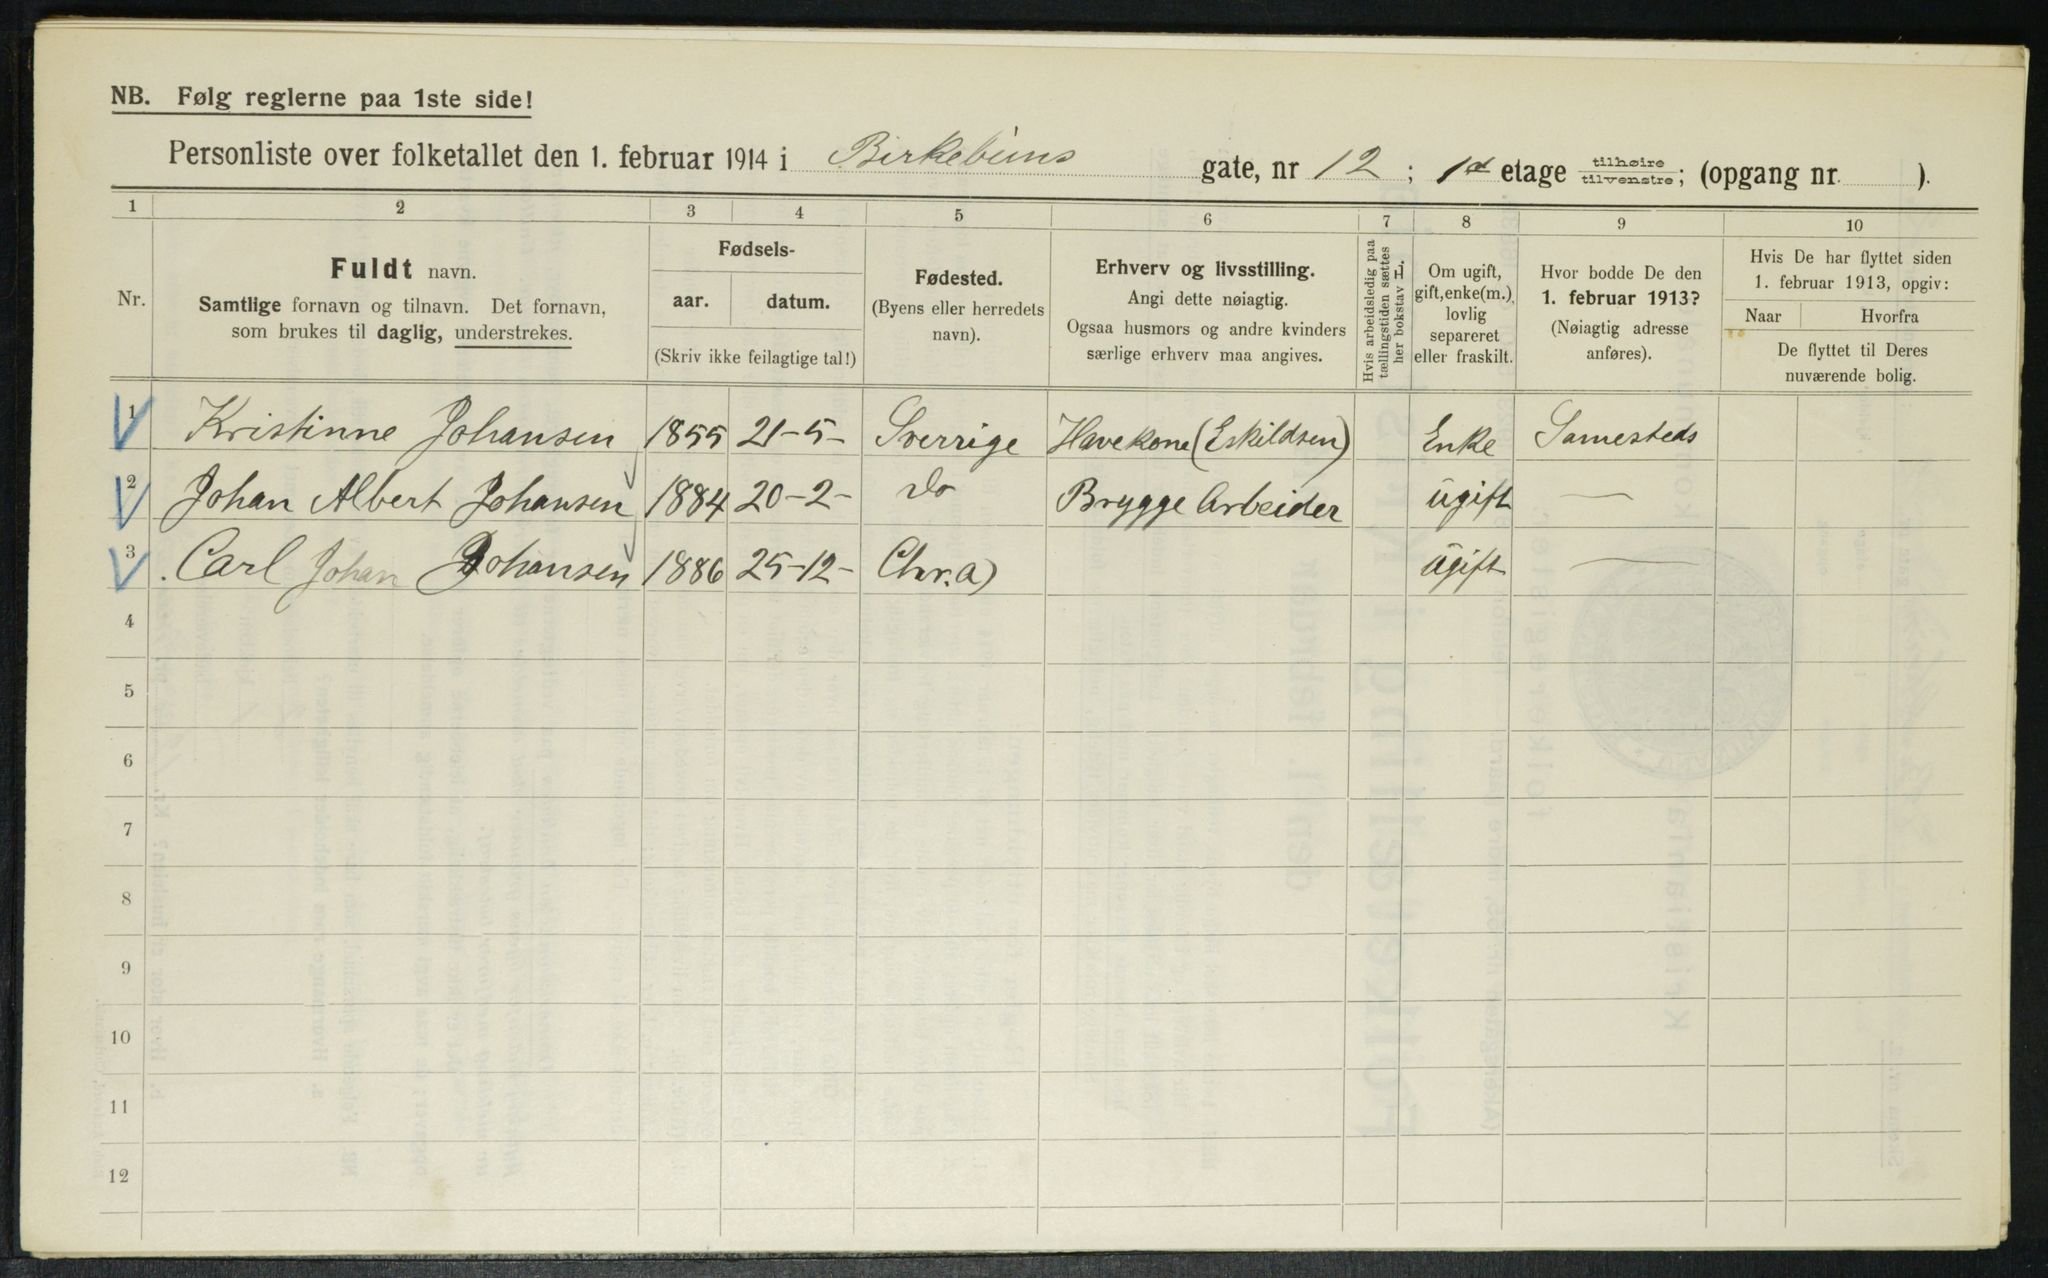 NB. Følg reglerne paa 1ste side!
Personliste over folketallet den 1. februar 1914 i Birkebeins gate, nr 12; 1st etage tilhøire tilvenstre; (opgang nr. ).
1 2 3 4 5 6 7 8 9 10
Nr.
Fuldt navn.
Samtlige fornavn og tilnavn. Det fornavn,
som brukes til daglig, understrekes.
Fødsels-
aar. datum.
(Skriv ikke feilagtige tal!)
Fødested.
(Byens eller herredets
navn).
Erhverv og livsstilling.
Angi dette nøiagtig.
Ogsaa husmors og andre kvinders
særlige erhverv maa angives.
Hvis arbeidsledig paa
tællingstiden sættes
her bokstav L.
Om ugift,
gift, enke(m.),
lovlig
separeret
eller fraskilt.
Hvor bodde De den
1. februar 1913?
(Nøiagtig adresse
anføres).
Hvis De har flyttet siden
1. februar 1913, opgiv:
Naar Hvorfra
De flyttet til Deres
nuværende bolig.
1 Kristinne Johansen 1855 21-5- Sverrige Havekone (Eskildsen) Enke Samesteds
2 Johan Albert Johansen 1884 20-2- do Brygge Arbeider ugift —
3 Carl Johan Johansen 1886 25-12- Chr.a) ugift —
4
5
6
7
8
9
10
11
12